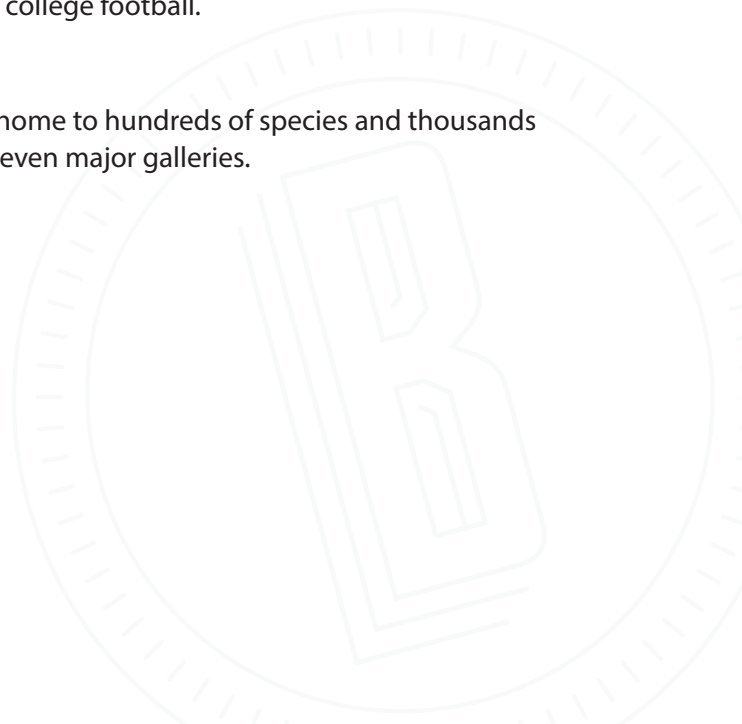 college football.
home to hundreds of species and thousands
even major galleries.
B